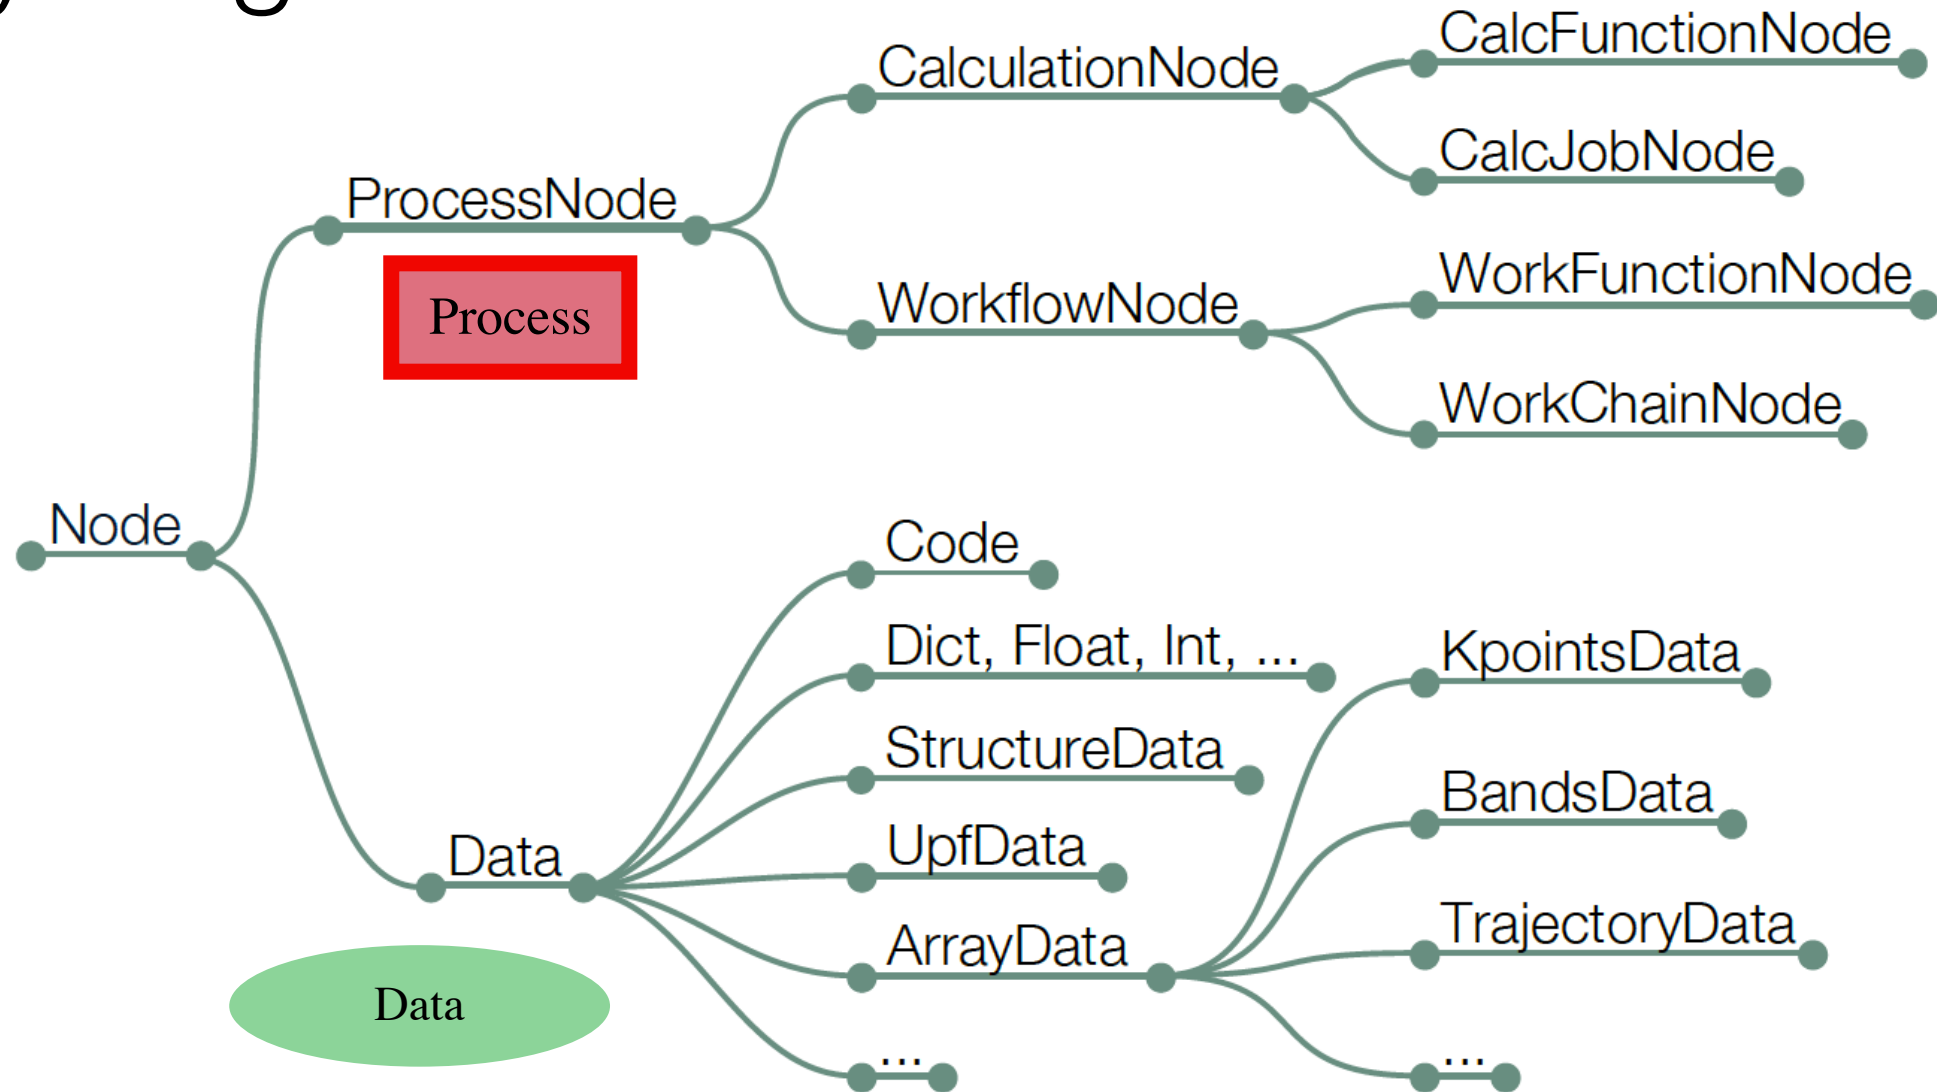 CalcFunctionNode
CalculationNode
CalcJobNode
ProcessNode
Process
WorkFunctionNode
WorkflowNode
WorkChainNode
Node
Code
Dict, Float, Int, ...
KpointsData
StructureData
BandsData
UpfData
Data
TrajectoryData
ArrayData
Data
...
...